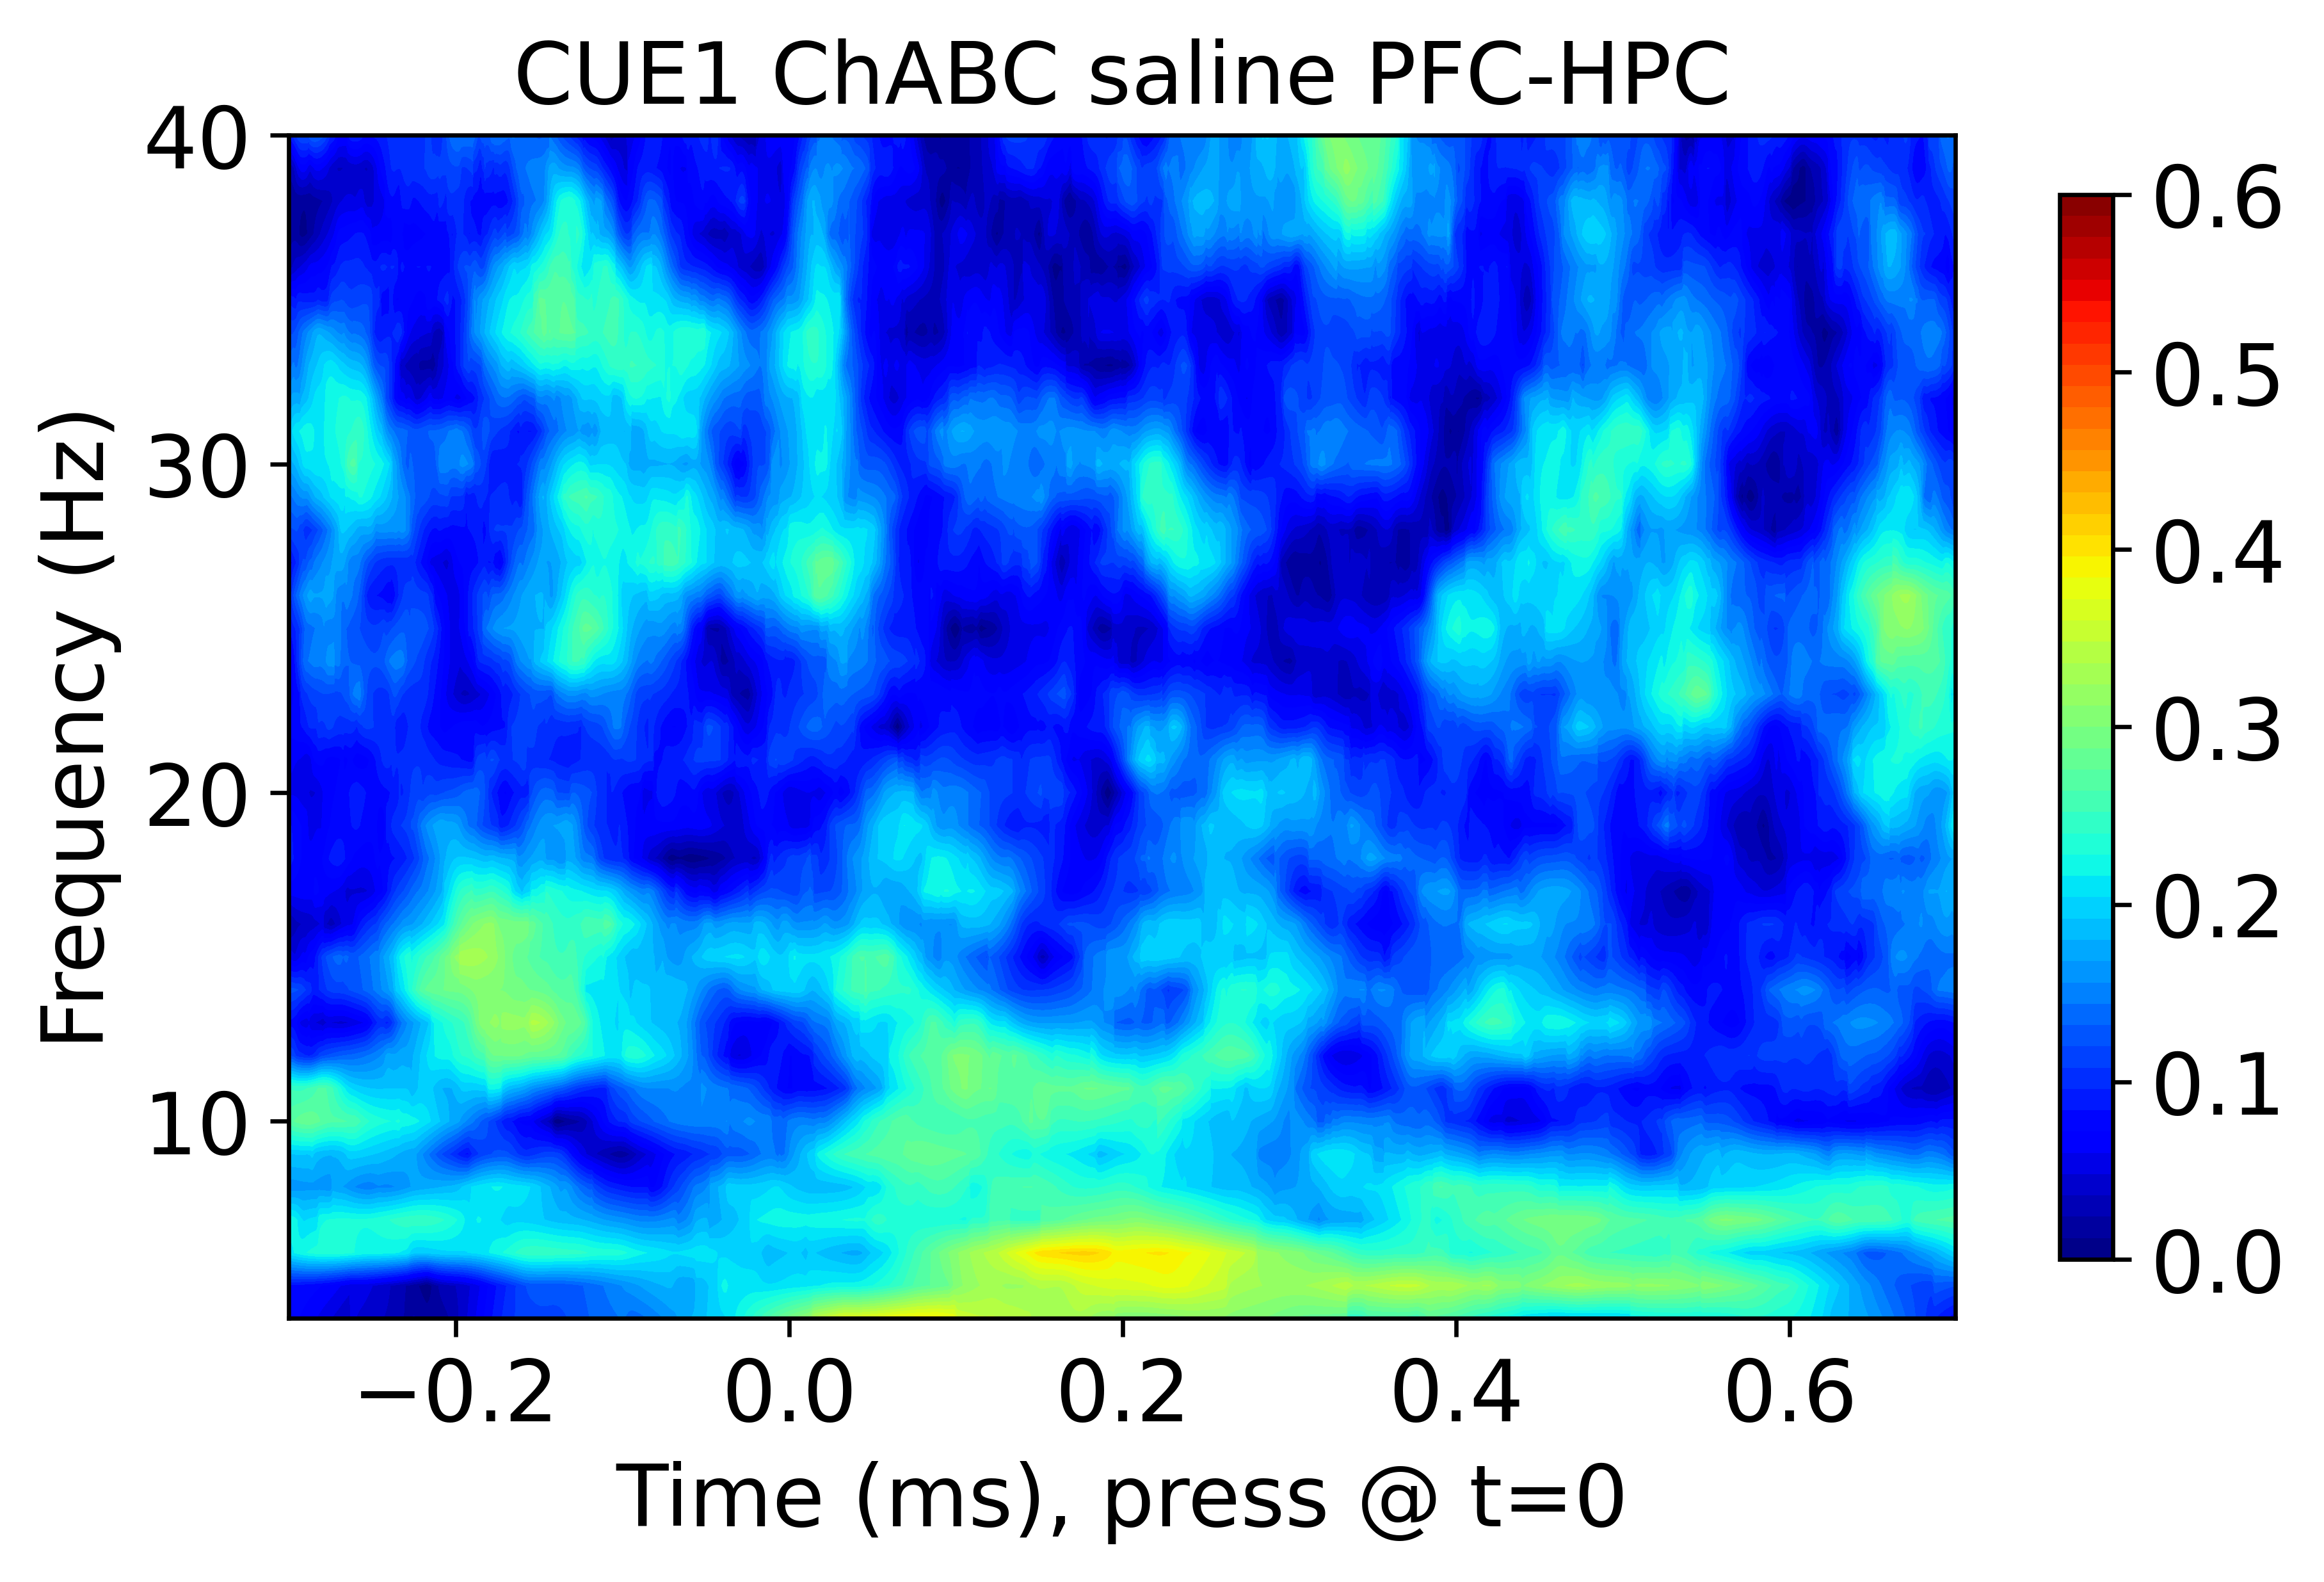 CUE1 ChABC saline PFC-HPC
40
30
20
10
Frequency (Hz)
−0.2 0.0 0.2 0.4 0.6
Time (ms), press @ t=0
0.6
0.5
0.4
0.3
0.2
0.1
0.0